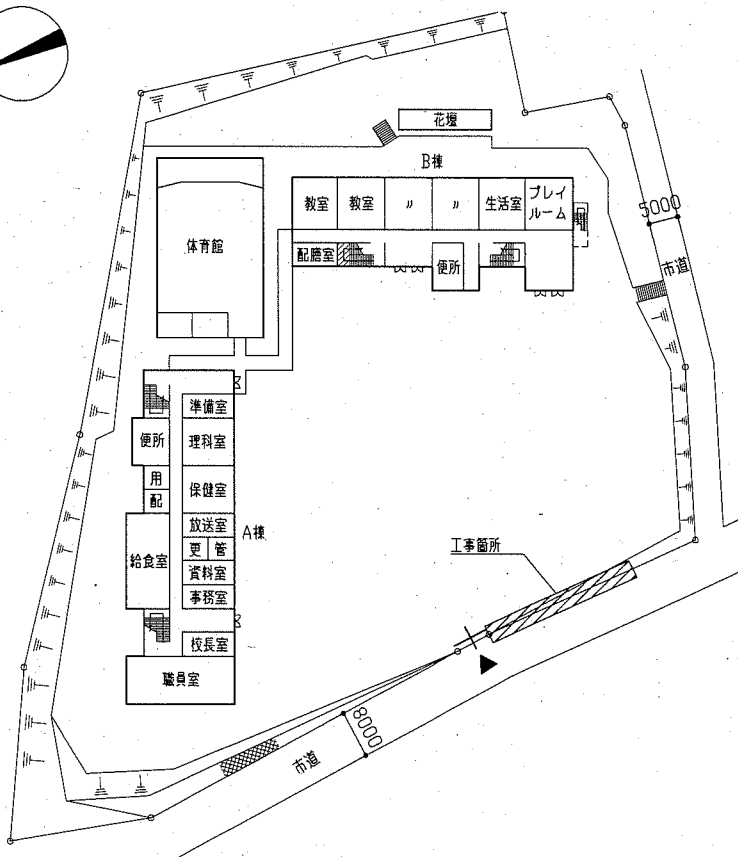 花壇
B棟
教室
教室
〃
〃
生活室
プレイ
ルーム
5000
体育館
配膳室
便所
市道
準備室
便所
理科室
用
配
保健室
放送室
A棟
更
管
給食室
資料室
事務室
工事箇所
校長室
職員室
8000
市道